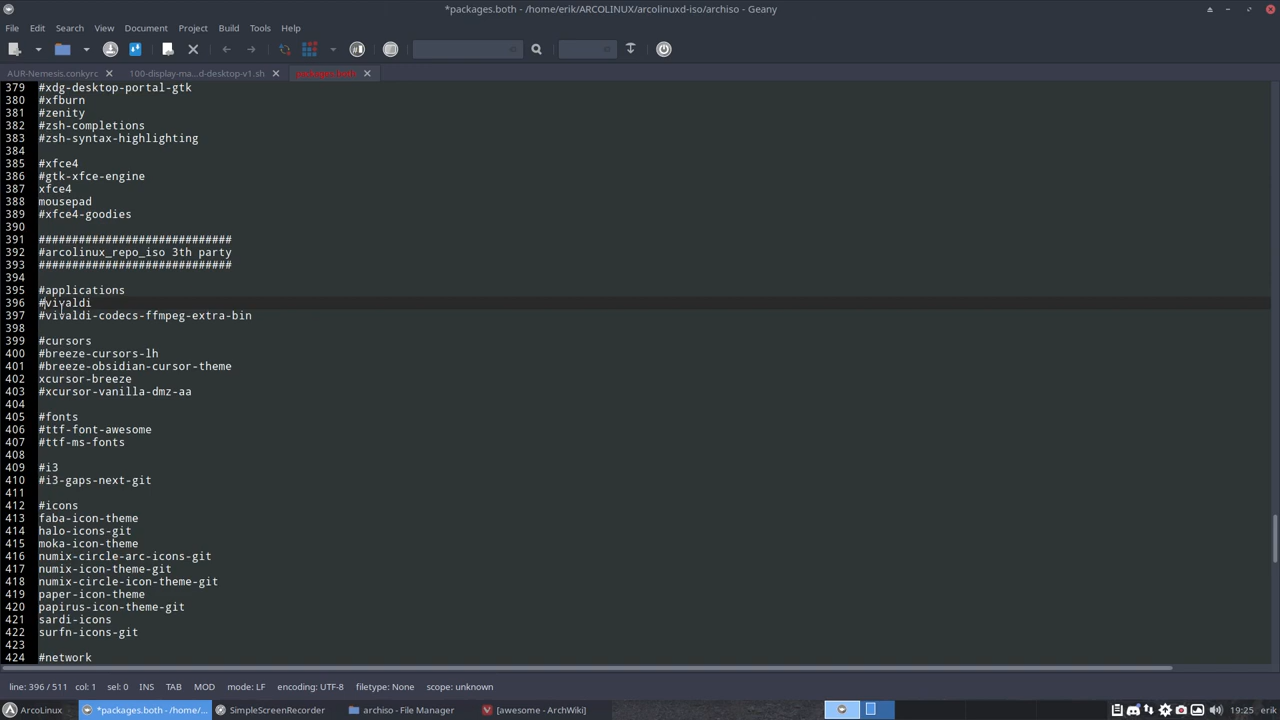 *packages.both - /home/erik/ARCOLINUX/arcolinuxd-iso/archiso - Geany
File Edit Search View Document Project Build Tools Help
AUR-Nemesis.conkyrc 100-display-ma...d-desktop-v1.sh packages.both
379 #xdg-desktop-portal-gtk
380 #xfburn
381 #zenity
382 #zsh-completions
383 #zsh-syntax-highlighting
384
385 #xfce4
386 #gtk-xfce-engine
387 xfce4
388 mousepad
389 #xfce4-goodies
390
391 #############################
392 #arcolinux_repo_iso 3th party
393 #############################
394
395 #applications
396 #vivaldi
397 #vivaldi-codecs-ffmpeg-extra-bin
398
399 #cursors
400 #breeze-cursors-lh
401 #breeze-obsidian-cursor-theme
402 xcursor-breeze
403 #xcursor-vanilla-dmz-aa
404
405 #fonts
406 #ttf-font-awesome
407 #ttf-ms-fonts
408
409 #i3
410 #i3-gaps-next-git
411
412 #icons
413 faba-icon-theme
414 halo-icons-git
415 moka-icon-theme
416 numix-circle-arc-icons-git
417 numix-icon-theme-git
418 numix-circle-icon-theme-git
419 paper-icon-theme
420 papirus-icon-theme-git
421 sardi-icons
422 surfn-icons-git
423
424 #network
line: 396 / 511 col: 1 sel: 0 INS TAB MOD mode: LF encoding: UTF-8 filetype: None scope: unknown
ArcoLinux *packages.both - /home/... SimpleScreenRecorder archiso - File Manager [awesome - ArchWiki] 19:25 erik